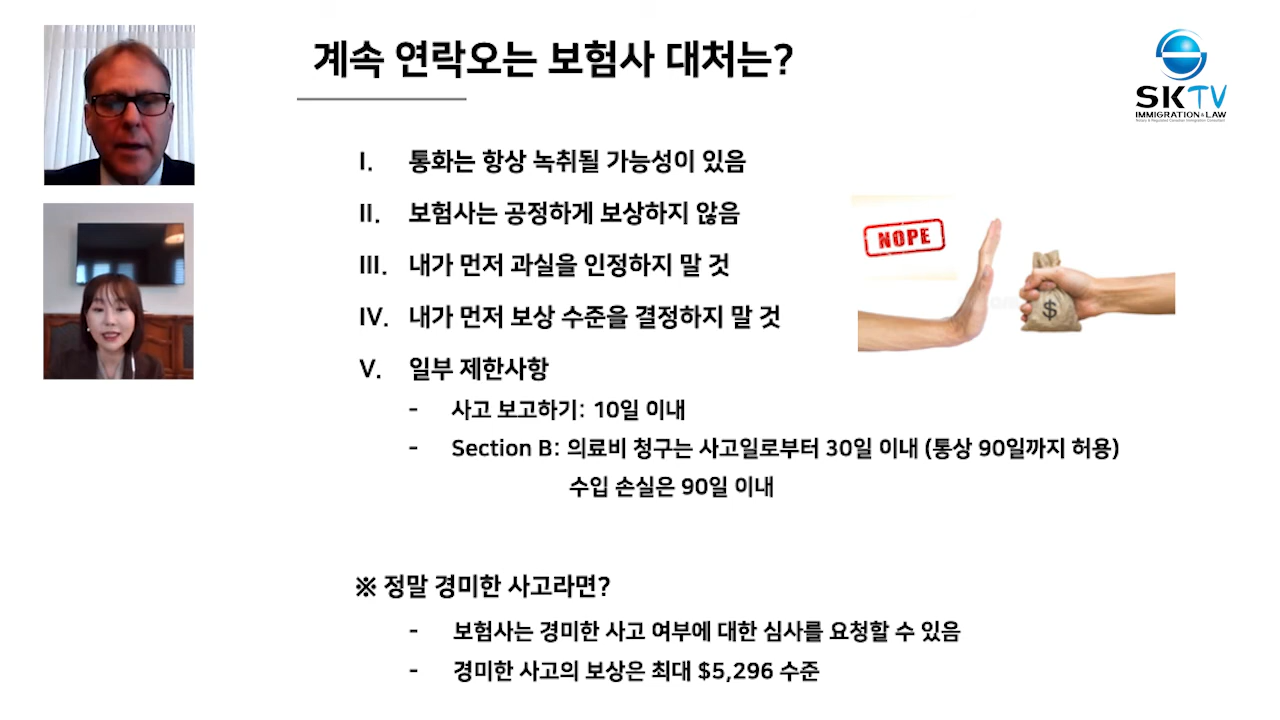 계속 연락오는 보험사 대처는?
SKTV
IMMIGRATION & LAW
I. 통화는 항상 녹취될 가능성이 있음
II. 보험사는 공정하게 보상하지 않음
III. 내가 먼저 과실을 인정하지 말 것
IV. 내가 먼저 보상 수준을 결정하지 말 것
V. 일부 제한사항
- 사고 보고하기: 10일 이내
- Section B: 의료비 청구는 사고일로부터 30일 이내 (통상 90일까지 허용)
수입 손실은 90일 이내
NOPE
$
※ 정말 경미한 사고라면?
- 보험사는 경미한 사고 여부에 대한 심사를 요청할 수 있음
- 경미한 사고의 보상은 최대 $5,296 수준